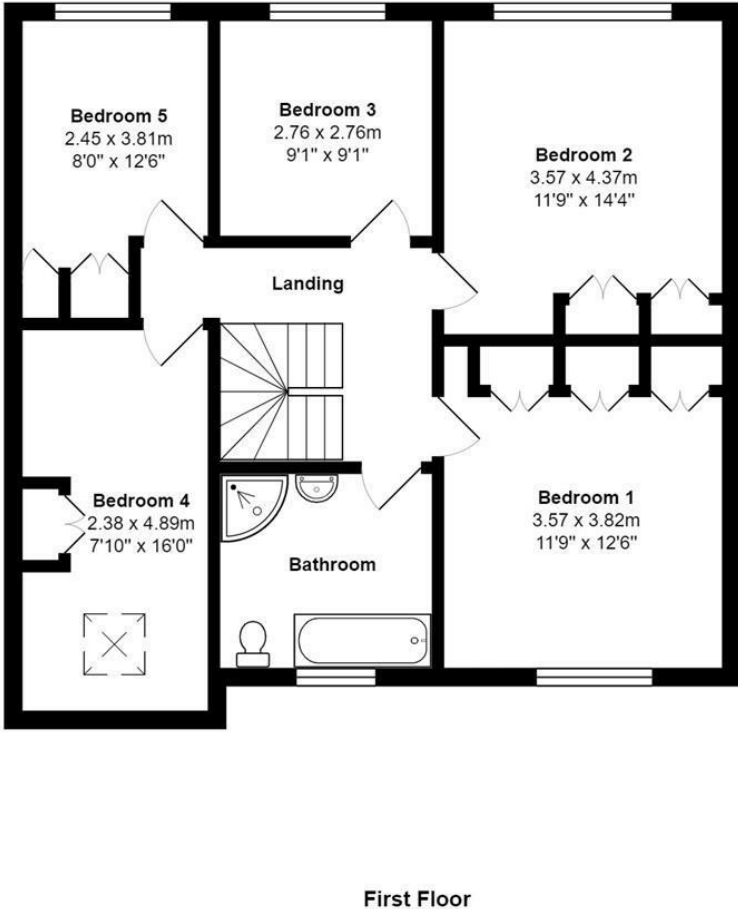 Bedroom 5
2.45 x 3.81m
8'0" x 12'6"
Bedroom 3
2.76 x 2.76m
9'1" x 9'1"
Bedroom 2
3.57 x 4.37m
11'9" x 14'4"
Landing
Bedroom 4
2.38 x 4.89m
7'10" x 16'0"
Bedroom 1
3.57 x 3.82m
11'9" x 12'6"
Bathroom
First Floor